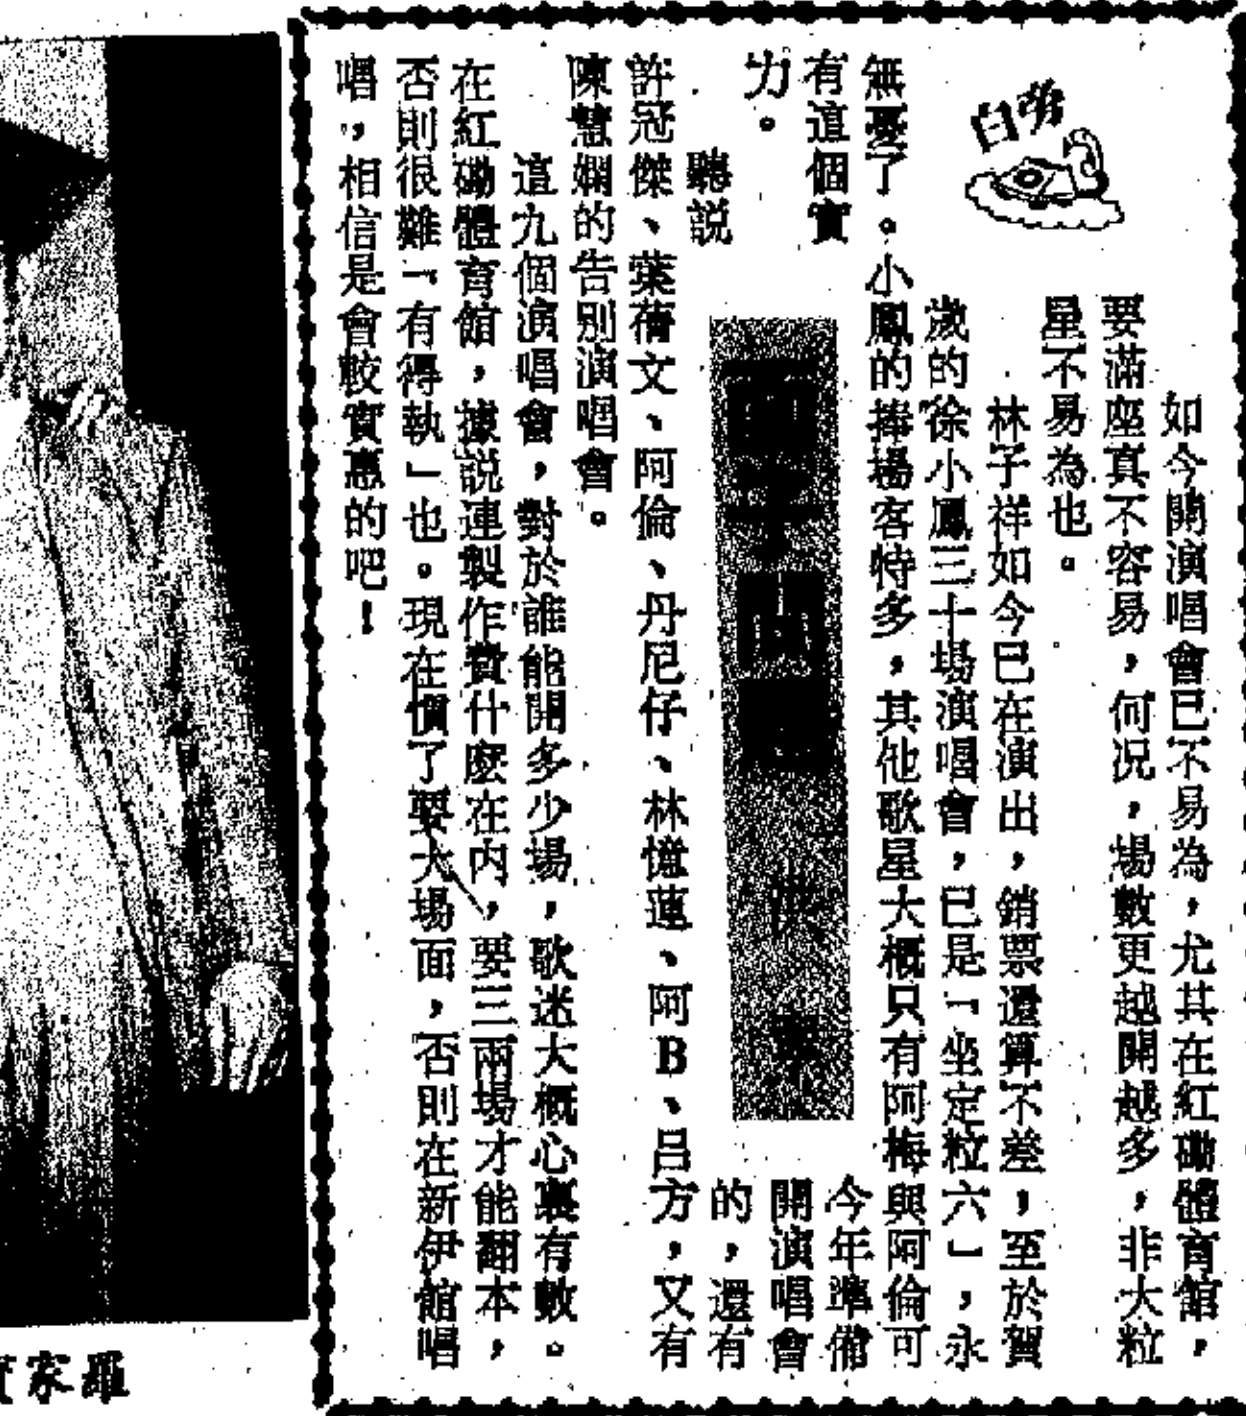 白勞
如今開演唱會已不易為，尤其在紅磡體育館，
要滿座真不容易，何况，場數更越開越多，非大粒
星不易為也。
林子祥如今已在演出，銷票還算不差，至於賀
歲的徐小鳳三十場演唱會，已是「坐定粒六」，永
無憂了。小鳳的捧場客特多，其他歌星大概只有阿梅與阿倫可
有這個實
力。
聽説
今年準備
開演唱會
的，還有
許冠傑、葉蒨文、阿倫、丹尼仔、林憶蓮、阿B、呂方，又有
陳慧嫻的告別演唱會。
這九個演唱會，對於誰能開多少場，歌迷大概心裏有數。
在紅磡體育館，據説連製作費什麽在内，要三兩場才能翻本，
否則很難「有得執」也。現在慣了要大場面，否則在新伊館唱
唱，相信是會較實惠的吧！
羅家